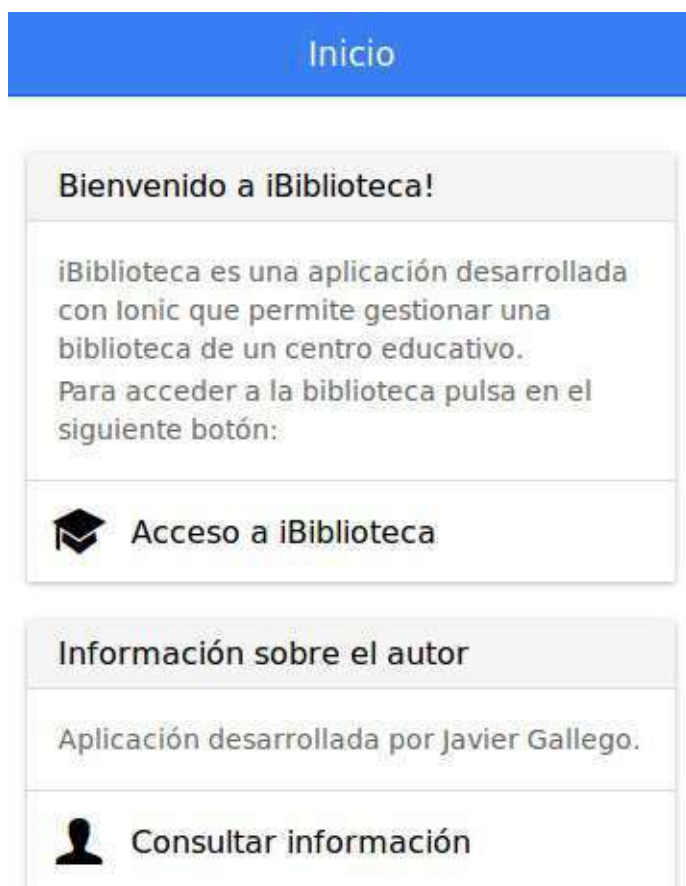 Inicio
Bienvenido a iBiblioteca!
iBiblioteca es una aplicación desarrollada
con Ionic que permite gestionar una
biblioteca de un centro educativo.
Para acceder a la biblioteca pulsa en el
siguiente botón:
Acceso a iBiblioteca
Información sobre el autor
Aplicación desarrollada por Javier Gallego.
Consultar información